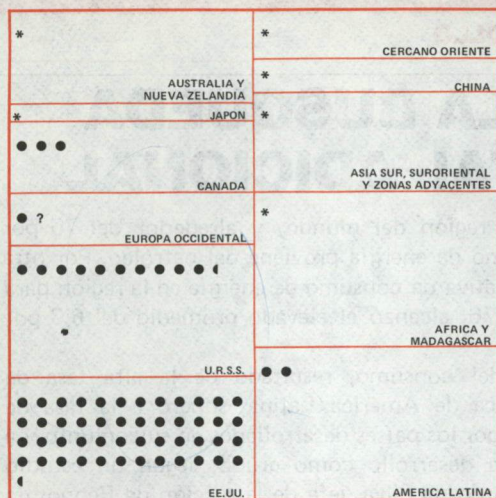 *
AUSTRALIA Y
NUEVA ZELANDIA
* JAPON
CANADA
?
EUROPA OCCIDENTAL
U.R.S.S.
EE.UU.
*
CERCANO ORIENTE
*
CHINA
*
ASIA SUR, SURORIENTAL
Y ZONAS ADYACENTES
*
AFRICA Y
MADAGASCAR
AMERICA LATINA